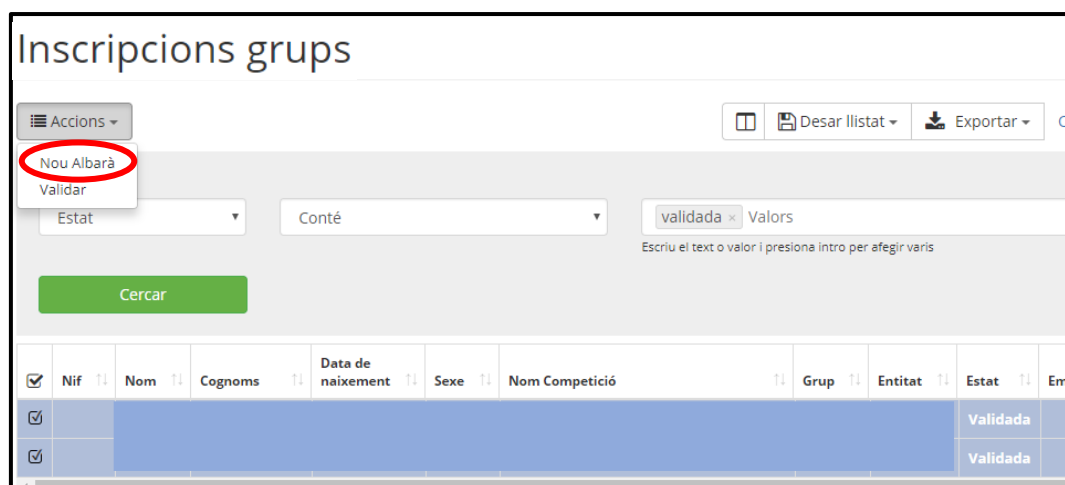 Inscripcions grups
Accions
Desar llistat
Exportar
Nou Albarà
Validar
Estat
Conté
validada × Valors
Escriu el text o valor i presiona intro per afegir varis
Cercar
Nif Nom Cognoms Data de naixement Sexe Nom Competició Grup Entitat Estat
Validada
Validada